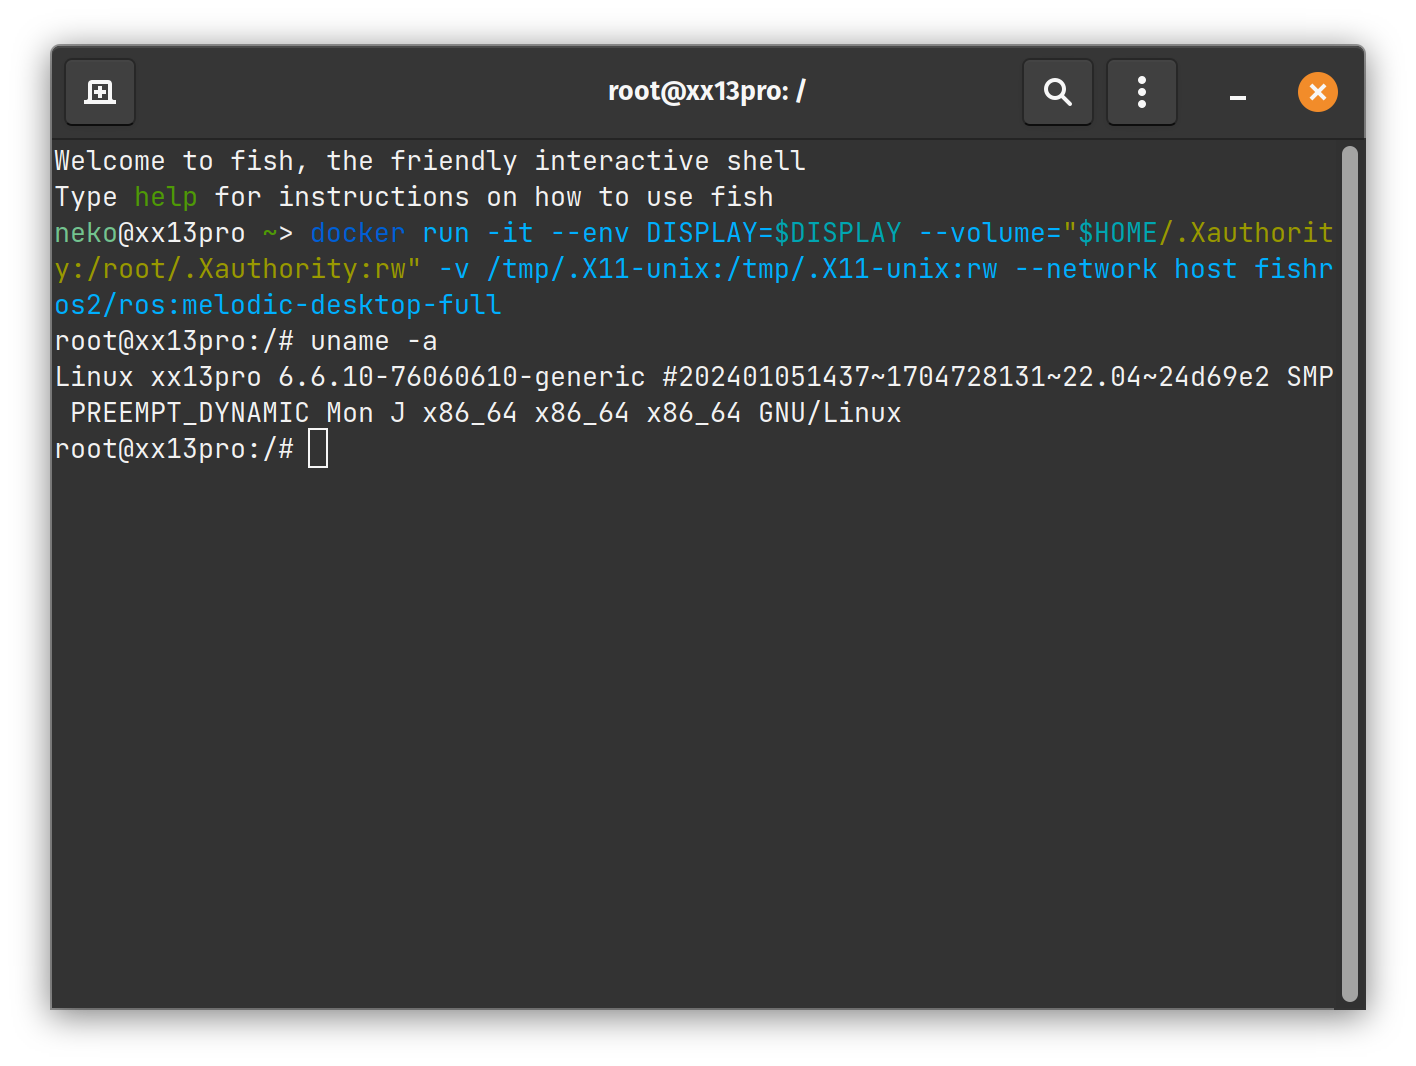 root@xx13pro: /
Welcome to fish, the friendly interactive shell
Type help for instructions on how to use fish
neko@xx13pro ~> docker run -it --env DISPLAY=$DISPLAY --volume="$HOME/.Xauthorit
y:/root/.Xauthority:rw" -v /tmp/.X11-unix:/tmp/.X11-unix:rw --network host fishr
os2/ros:melodic-desktop-full
root@xx13pro:/# uname -a
Linux xx13pro 6.6.10-76060610-generic #202401051437~1704728131~22.04~24d69e2 SMP
 PREEMPT_DYNAMIC Mon J x86_64 x86_64 x86_64 GNU/Linux
root@xx13pro:/#